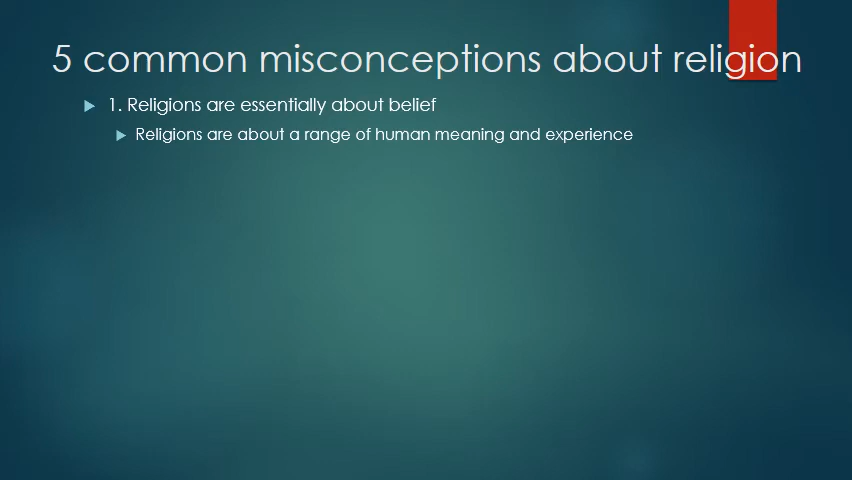 5 common misconceptions about religion
1. Religions are essentially about belief
Religions are about a range of human meaning and experience